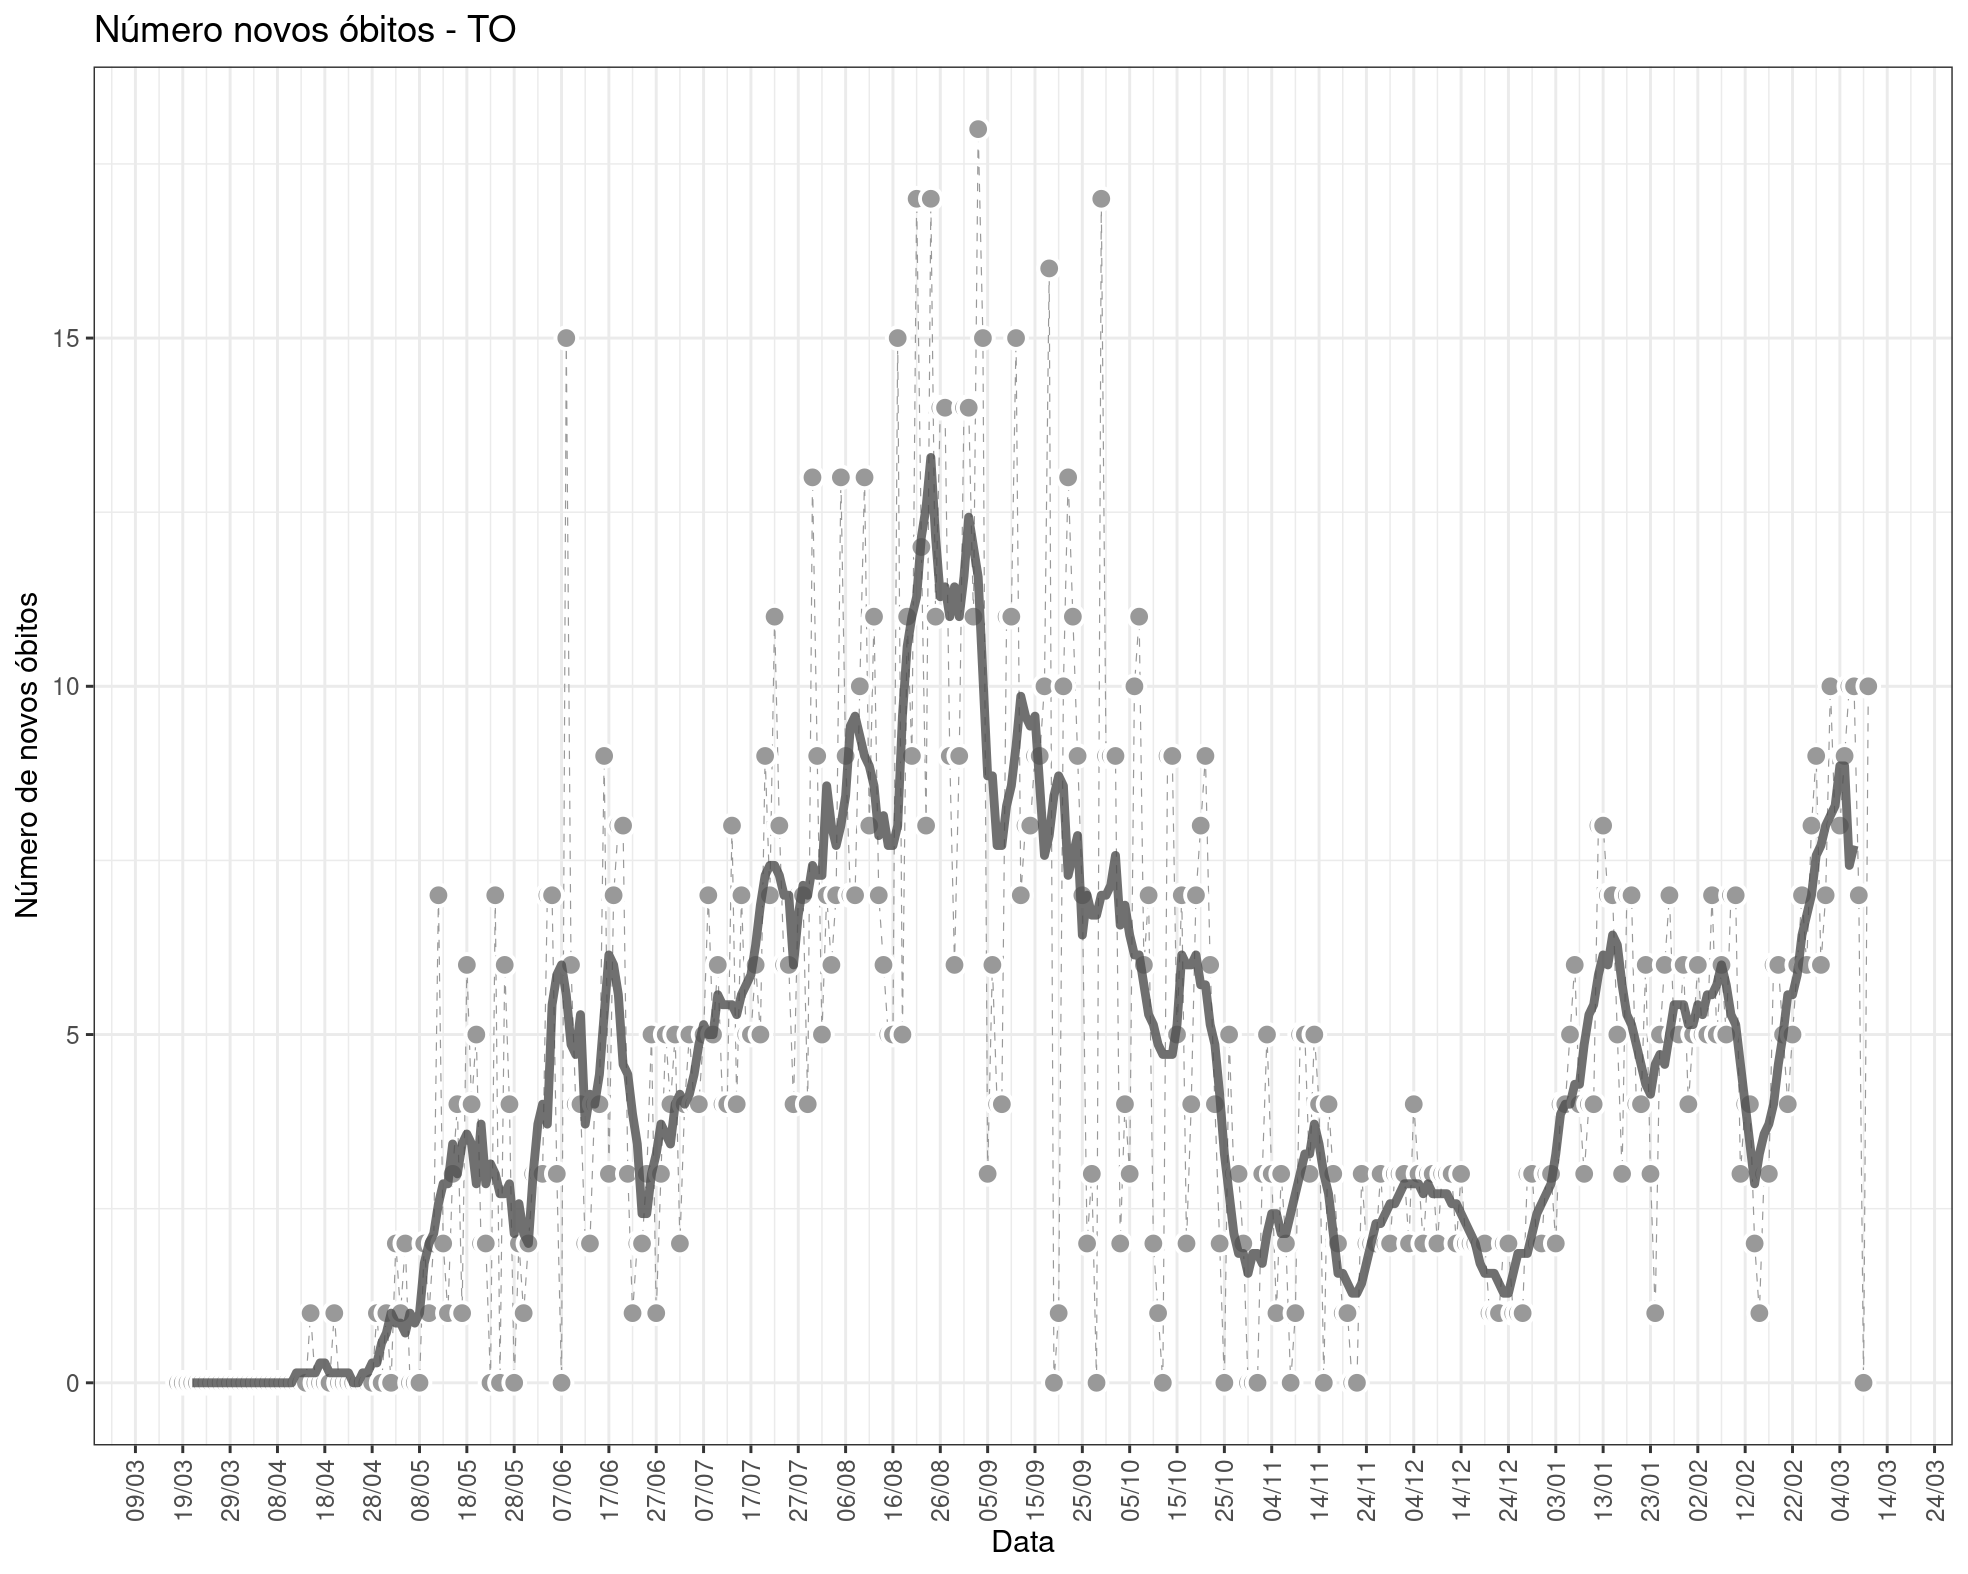 Número novos óbitos - TO
Número de novos óbitos
15
10
5
0
09/03 19/03 29/03 08/04 18/04 28/04 08/05 18/05 28/05 07/06 17/06 27/06 07/07 17/07 27/07 06/08 16/08 26/08 05/09 15/09 25/09 05/10 15/10 25/10 04/11 14/11 24/11 04/12 14/12 24/12 03/01 13/01 23/01 02/02 12/02 22/02 04/03 14/03 24/03
Data